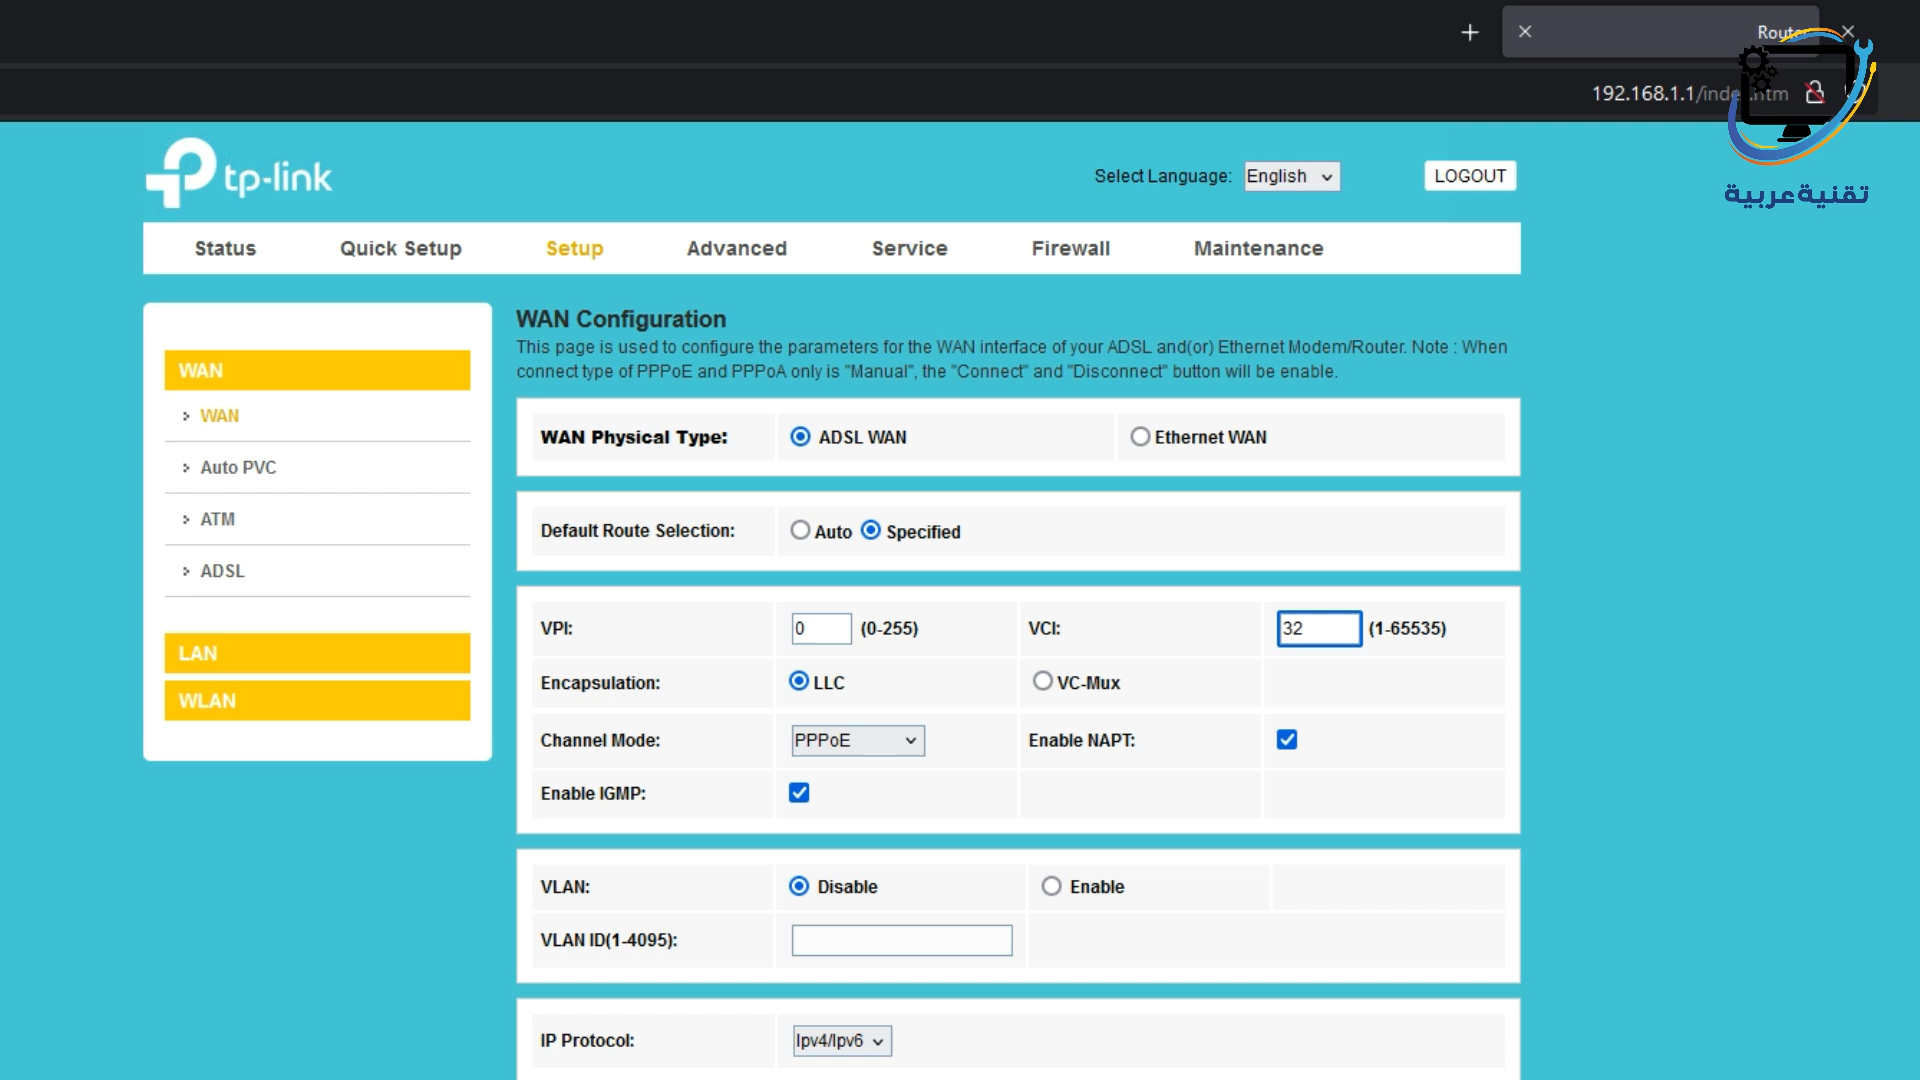 Route
192.168.1.1/index.htm
تقنية عربية
tp-link
Select Language: English
LOGOUT
Status Quick Setup Setup Advanced Service Firewall Maintenance
WAN
WAN
Auto PVC
ATM
ADSL
LAN
WLAN
WAN Configuration
This page is used to configure the parameters for the WAN interface of your ADSL and(or) Ethernet Modem/Router. Note : When
connect type of PPPoE and PPPoA only is "Manual", the "Connect" and "Disconnect" button will be enable.
WAN Physical Type: ADSL WAN Ethernet WAN
Default Route Selection: Auto Specified
VPI: 0 (0-255) VCI: 32 (1-65535)
Encapsulation: LLC VC-Mux
Channel Mode: PPPoE Enable NAPT:
Enable IGMP:
VLAN: Disable Enable
VLAN ID(1-4095):
IP Protocol: Ipv4/Ipv6